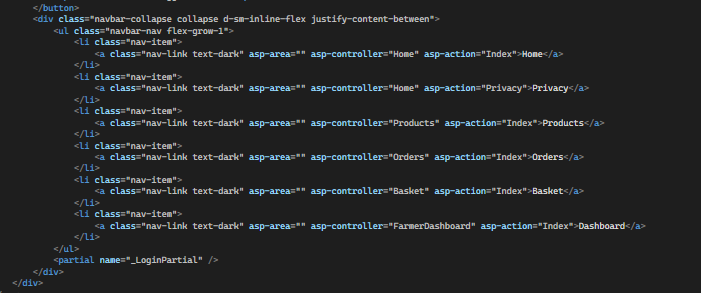 </button>
<div class="navbar-collapse collapse d-sm-inline-flex justify-content-between">
<ul class="navbar-nav flex-grow-1">
<li class="nav-item">
<a class="nav-link text-dark" asp-area="" asp-controller="Home" asp-action="Index">Home</a>
</li>
<li class="nav-item">
<a class="nav-link text-dark" asp-area="" asp-controller="Home" asp-action="Privacy">Privacy</a>
</li>
<li class="nav-item">
<a class="nav-link text-dark" asp-area="" asp-controller="Products" asp-action="Index">Products</a>
</li>
<li class="nav-item">
<a class="nav-link text-dark" asp-area="" asp-controller="Orders" asp-action="Index">Orders</a>
</li>
<li class="nav-item">
<a class="nav-link text-dark" asp-area="" asp-controller="Basket" asp-action="Index">Basket</a>
</li>
<li class="nav-item">
<a class="nav-link text-dark" asp-area="" asp-controller="FarmerDashboard" asp-action="Index">Dashboard</a>
</li>
</ul>
<partial name="_LoginPartial" />
</div>
</div>